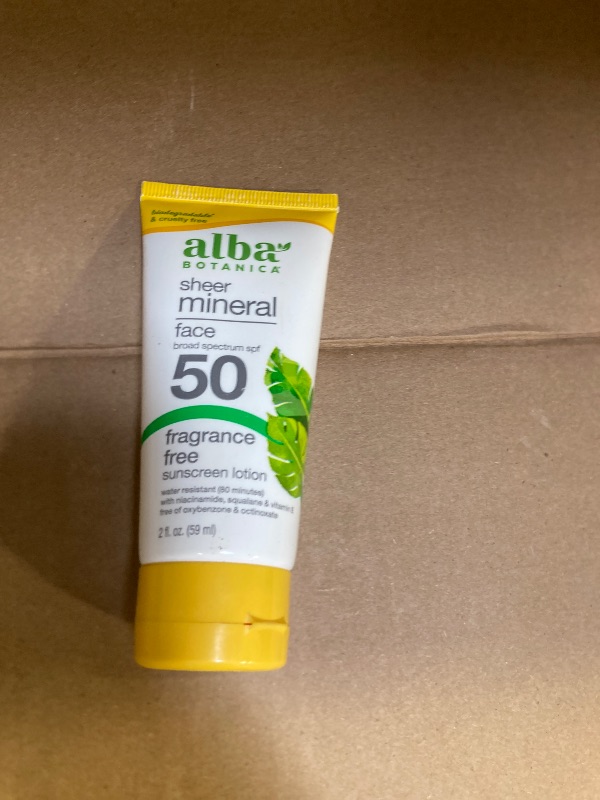 biodegradable*
& cruelty free
alba
BOTANICA
sheer
mineral
face
broad spectrum spf
50
fragrance
free
sunscreen lotion
water resistant (80 minutes)
with niacinamide, squalane & vitamin E
free of oxybenzone & octinoxate
2 fl. oz. (59 ml)